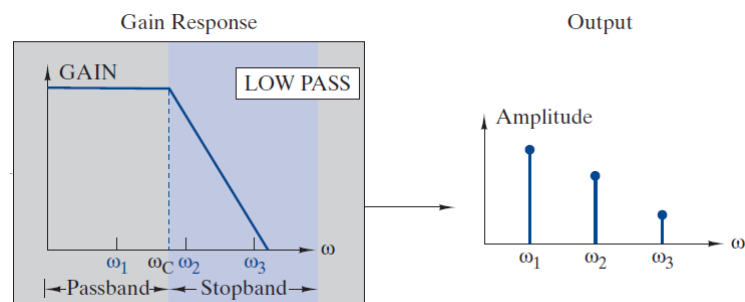 Gain Response
Output
GAIN
LOW PASS
Amplitude
ω
ω1 ωC ω2 ω3
Passband
Stopband
ω
ω1 ω2 ω3